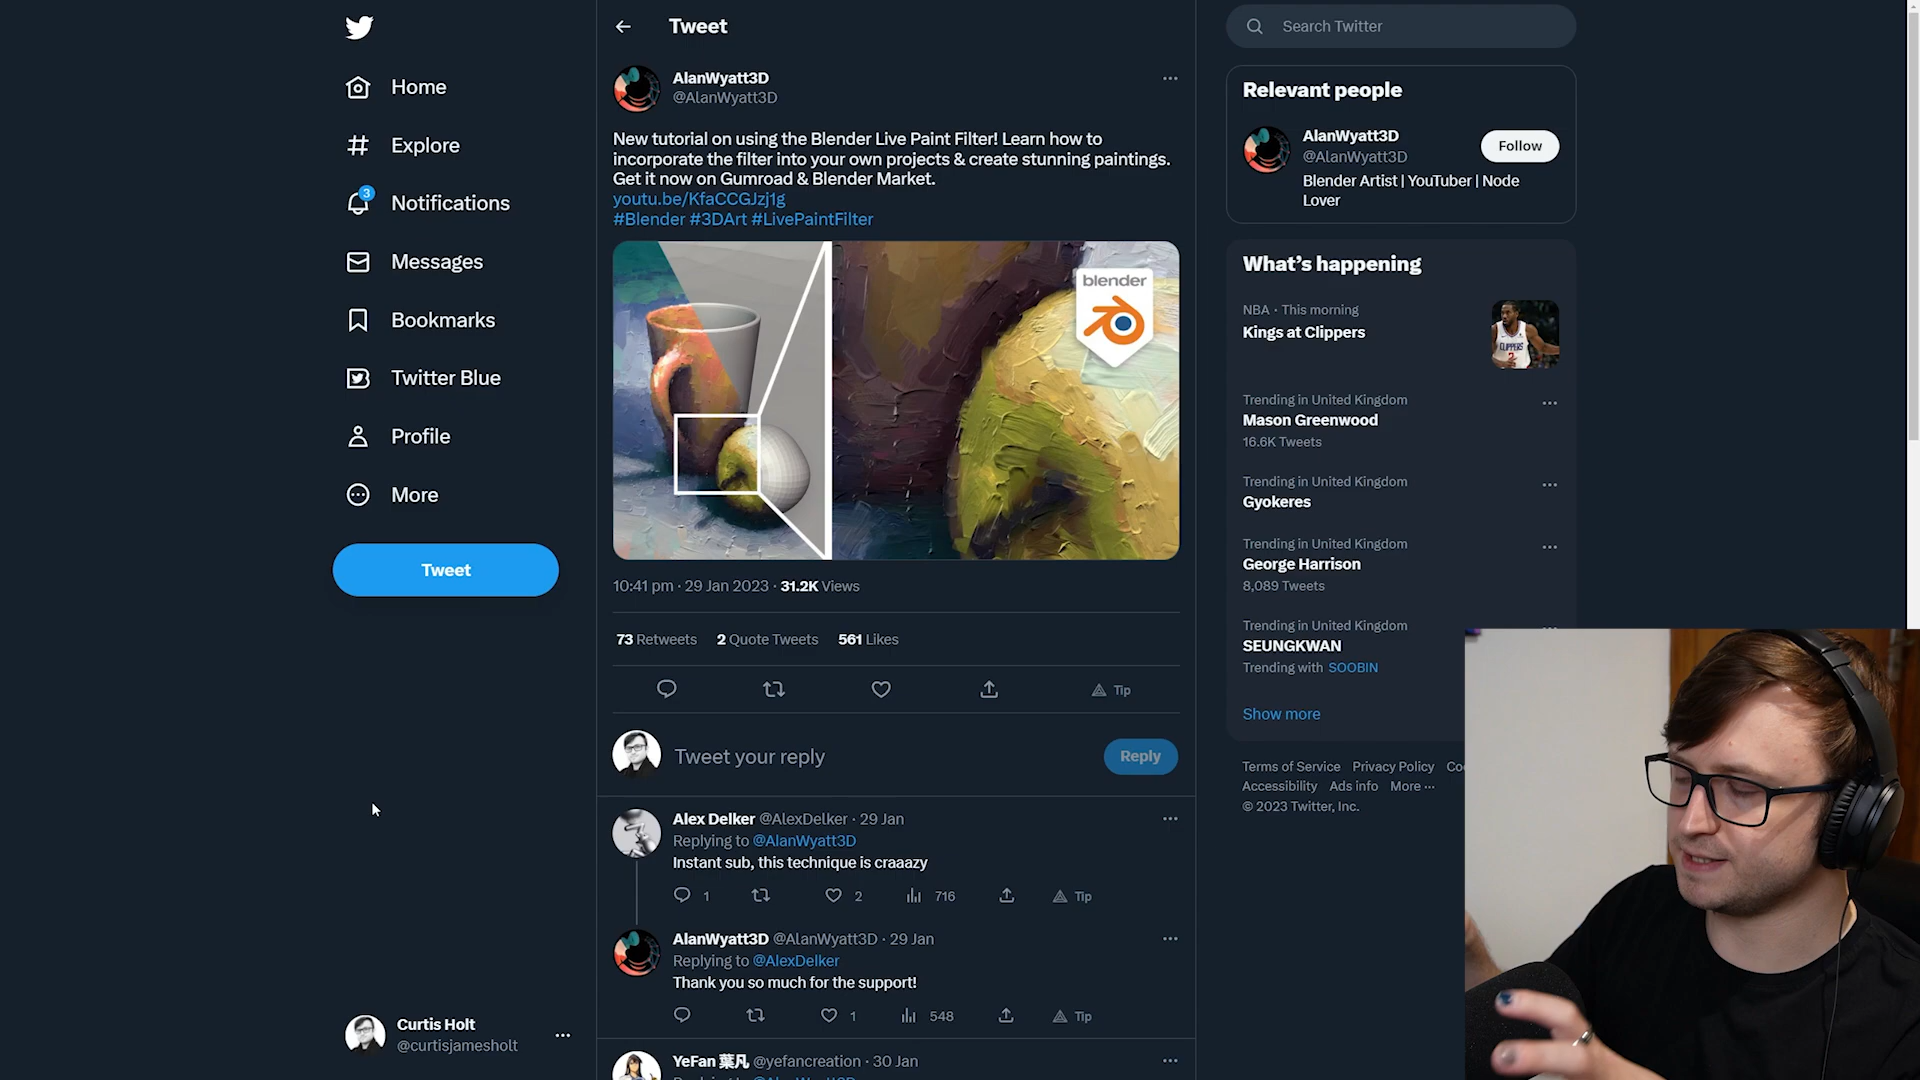 Home
Explore
3
Notifications
Messages
Bookmarks
Twitter Blue
Profile
More
Tweet
Curtis Holt
@curtisjamesholt
Tweet
AlanWyatt3D
@AlanWyatt3D
New tutorial on using the Blender Live Paint Filter! Learn how to
incorporate the filter into your own projects & create stunning paintings.
Get it now on Gumroad & Blender Market.
youtu.be/KfaCCGJzj1g
#Blender #3DArt #LivePaintFilter
blender
10:41 pm · 29 Jan 2023 · 31.2K Views
73 Retweets 2 Quote Tweets 561 Likes
Tip
Tweet your reply
Reply
Alex Delker @AlexDelker · 29 Jan
Replying to @AlanWyatt3D
Instant sub, this technique is craaazy
1 2 716 Tip
AlanWyatt3D @AlanWyatt3D · 29 Jan
Replying to @AlexDelker
Thank you so much for the support!
1 548 Tip
YeFan 葉凡 @yefancreation · 30 Jan
Search Twitter
Relevant people
AlanWyatt3D
@AlanWyatt3D
Follow
Blender Artist | YouTuber | Node
Lover
What's happening
NBA · This morning
Kings at Clippers
CLIPPERS
2
Trending in United Kingdom
Mason Greenwood
16.6K Tweets
Trending in United Kingdom
Gyokeres
Trending in United Kingdom
George Harrison
8,089 Tweets
Trending in United Kingdom
SEUNGKWAN
Trending with SOOBIN
Show more
Terms of Service Privacy Policy
Accessibility Ads info More ...
© 2023 Twitter, Inc.